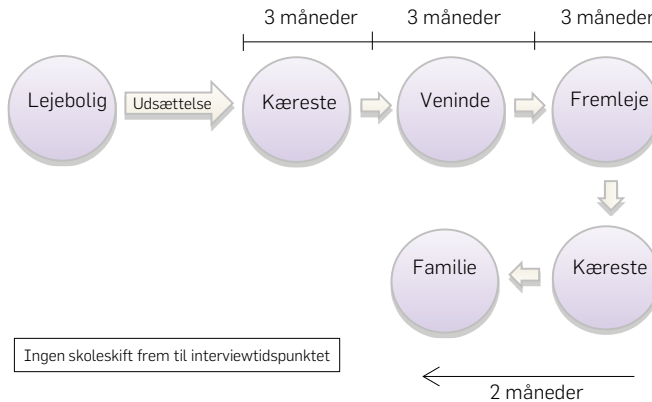 3 måneder
3 måneder
3 måneder
Lejebolig
Udsættelse
Kæreste
Veninde
Fremleje
Familie
Kæreste
Ingen skoleskift frem til interviewtidspunktet
2 måneder